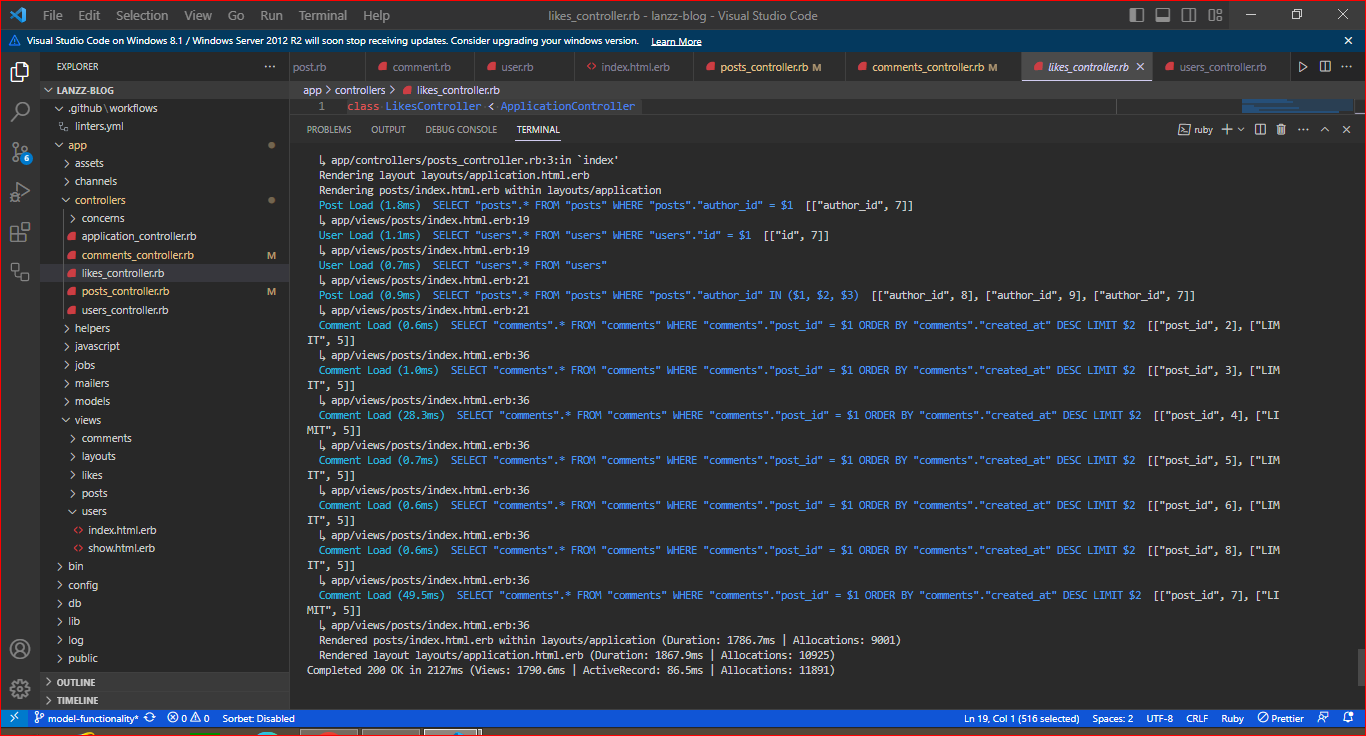 File Edit Selection View Go Run Terminal Help likes_controller.rb - lanzz-blog - Visual Studio Code
Visual Studio Code on Windows 8.1 / Windows Server 2012 R2 will soon stop receiving updates. Consider upgrading your windows version. Learn More
EXPLORER
post.rb comment.rb user.rb index.html.erb posts_controller.rb M comments_controller.rb M likes_controller.rb users_controller.rb
LANZZ-BLOG
.github\workflows
linters.yml
app
assets
channels
controllers
concerns
application_controller.rb
comments_controller.rb M
likes_controller.rb
posts_controller.rb M
users_controller.rb
helpers
javascript
jobs
mailers
models
views
comments
layouts
likes
posts
users
index.html.erb
show.html.erb
bin
config
db
lib
log
public
OUTLINE
TIMELINE
6
app > controllers > likes_controller.rb
1 class LikesController < ApplicationController
PROBLEMS OUTPUT DEBUG CONSOLE TERMINAL ruby
↳ app/controllers/posts_controller.rb:3:in `index'
Rendering layout layouts/application.html.erb
Rendering posts/index.html.erb within layouts/application
Post Load (1.8ms) SELECT "posts".* FROM "posts" WHERE "posts"."author_id" = $1 [["author_id", 7]]
↳ app/views/posts/index.html.erb:19
User Load (1.1ms) SELECT "users".* FROM "users" WHERE "users"."id" = $1 [["id", 7]]
↳ app/views/posts/index.html.erb:19
User Load (0.7ms) SELECT "users".* FROM "users"
↳ app/views/posts/index.html.erb:21
Post Load (0.9ms) SELECT "posts".* FROM "posts" WHERE "posts"."author_id" IN ($1, $2, $3) [["author_id", 8], ["author_id", 9], ["author_id", 7]]
↳ app/views/posts/index.html.erb:21
Comment Load (0.6ms) SELECT "comments".* FROM "comments" WHERE "comments"."post_id" = $1 ORDER BY "comments"."created_at" DESC LIMIT $2 [["post_id", 2], ["LIM
IT", 5]]
↳ app/views/posts/index.html.erb:36
Comment Load (1.0ms) SELECT "comments".* FROM "comments" WHERE "comments"."post_id" = $1 ORDER BY "comments"."created_at" DESC LIMIT $2 [["post_id", 3], ["LIM
IT", 5]]
↳ app/views/posts/index.html.erb:36
Comment Load (28.3ms) SELECT "comments".* FROM "comments" WHERE "comments"."post_id" = $1 ORDER BY "comments"."created_at" DESC LIMIT $2 [["post_id", 4], ["LI
MIT", 5]]
↳ app/views/posts/index.html.erb:36
Comment Load (0.7ms) SELECT "comments".* FROM "comments" WHERE "comments"."post_id" = $1 ORDER BY "comments"."created_at" DESC LIMIT $2 [["post_id", 5], ["LIM
IT", 5]]
↳ app/views/posts/index.html.erb:36
Comment Load (0.6ms) SELECT "comments".* FROM "comments" WHERE "comments"."post_id" = $1 ORDER BY "comments"."created_at" DESC LIMIT $2 [["post_id", 6], ["LIM
IT", 5]]
↳ app/views/posts/index.html.erb:36
Comment Load (0.6ms) SELECT "comments".* FROM "comments" WHERE "comments"."post_id" = $1 ORDER BY "comments"."created_at" DESC LIMIT $2 [["post_id", 8], ["LIM
IT", 5]]
↳ app/views/posts/index.html.erb:36
Comment Load (49.5ms) SELECT "comments".* FROM "comments" WHERE "comments"."post_id" = $1 ORDER BY "comments"."created_at" DESC LIMIT $2 [["post_id", 7], ["LI
MIT", 5]]
↳ app/views/posts/index.html.erb:36
Rendered posts/index.html.erb within layouts/application (Duration: 1786.7ms | Allocations: 9001)
Rendered layout layouts/application.html.erb (Duration: 1867.9ms | Allocations: 10925)
Completed 200 OK in 2127ms (Views: 1790.6ms | ActiveRecord: 86.5ms | Allocations: 11891)
model-functionality* 0 0 Sorbet: Disabled Ln 19, Col 1 (516 selected) Spaces: 2 UTF-8 CRLF Ruby Prettier